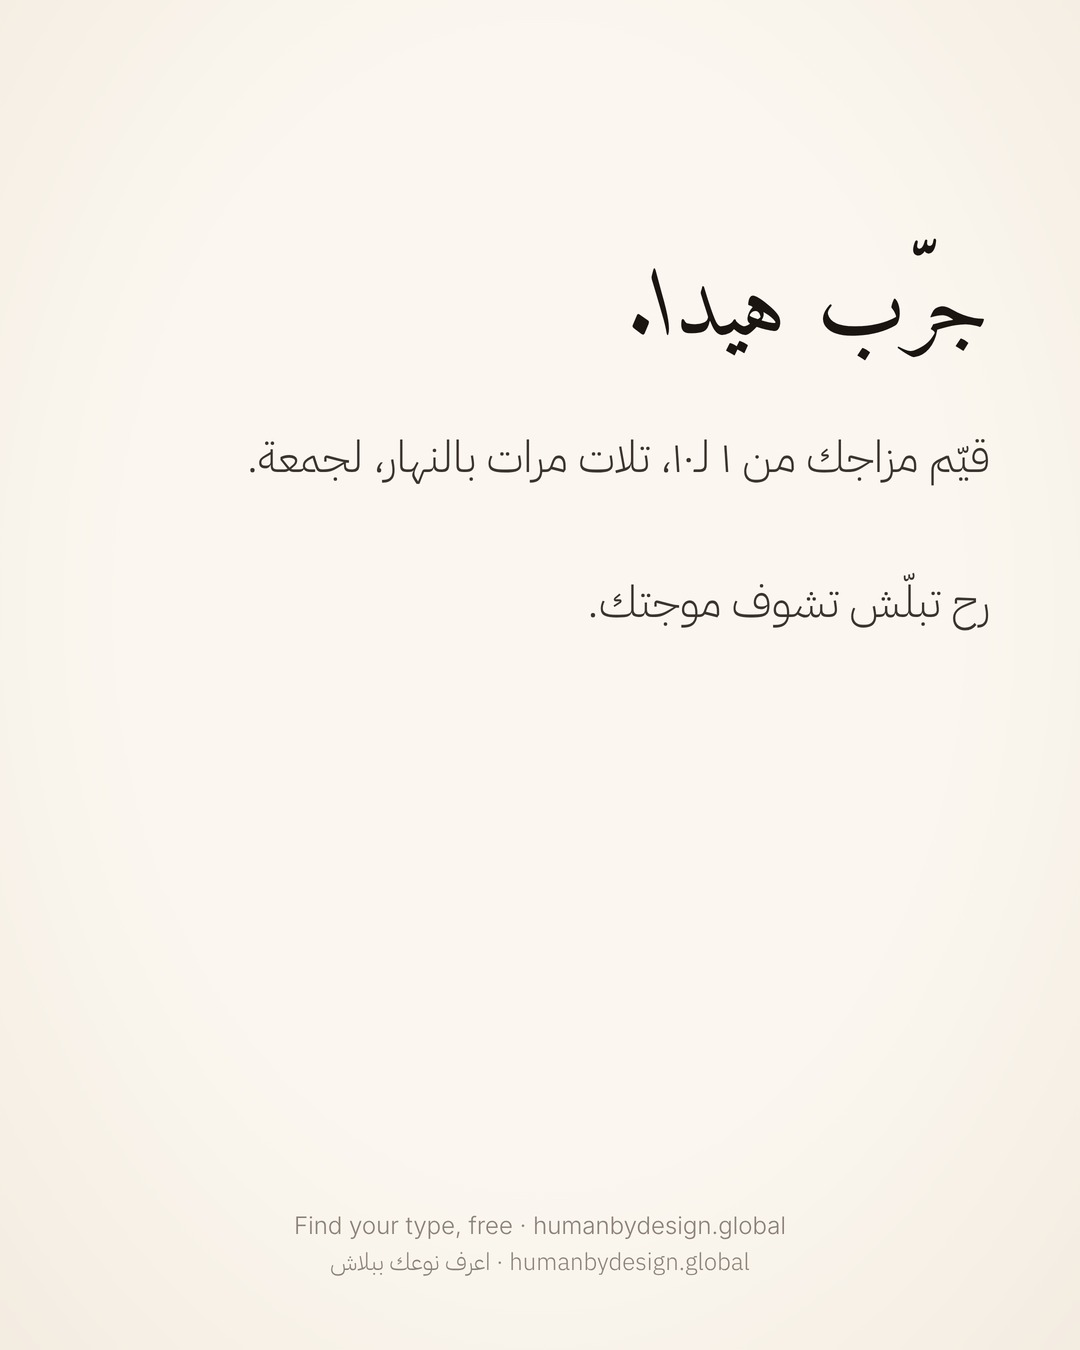 جرّب هيدا.
قيّم مزاجك من ١ لـ١٠، تلات مرات بالنهار، لجمعة.
رح تبلّش تشوف موجتك.
Find your type, free · humanbydesign.global
اعرف نوعك ببلاش · humanbydesign.global